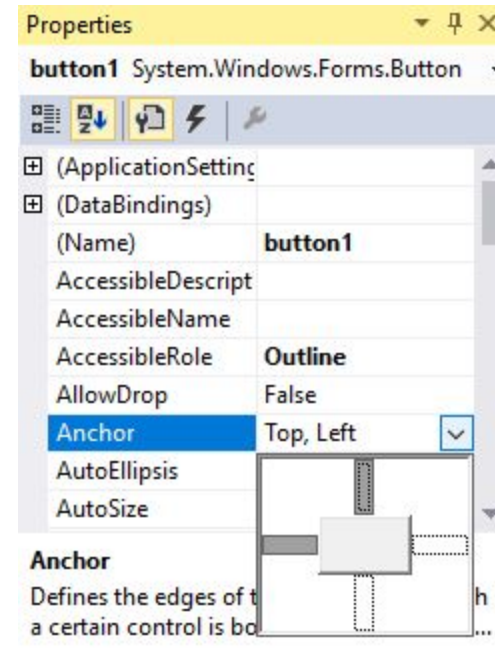 Properties
button1 System.Windows.Forms.Button
(ApplicationSetting
(DataBindings)
(Name) button1
AccessibleDescript
AccessibleName
AccessibleRole Outline
AllowDrop False
Anchor Top, Left
AutoEllipsis
AutoSize
Anchor
Defines the edges of t h
a certain control is bo ...